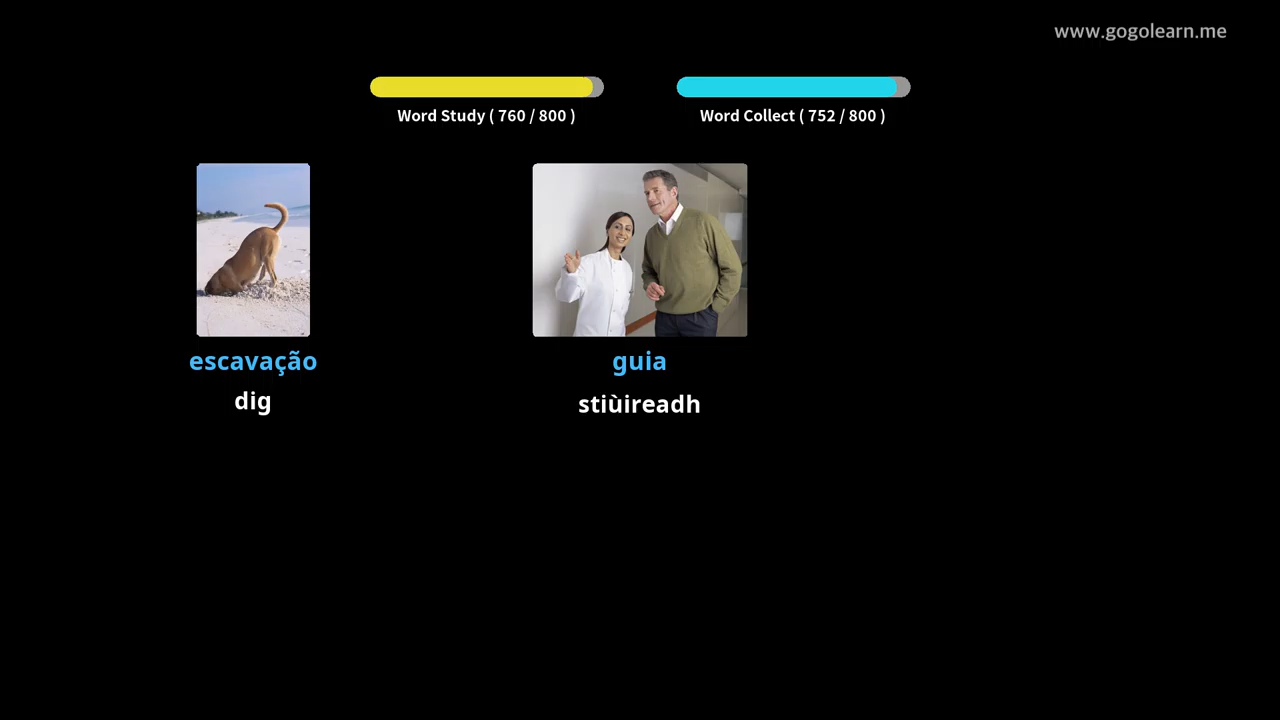 www.gogolearn.me
Word Study ( 760 / 800 )
Word Collect ( 752 / 800 )
escavação
dig
guia
stiùireadh